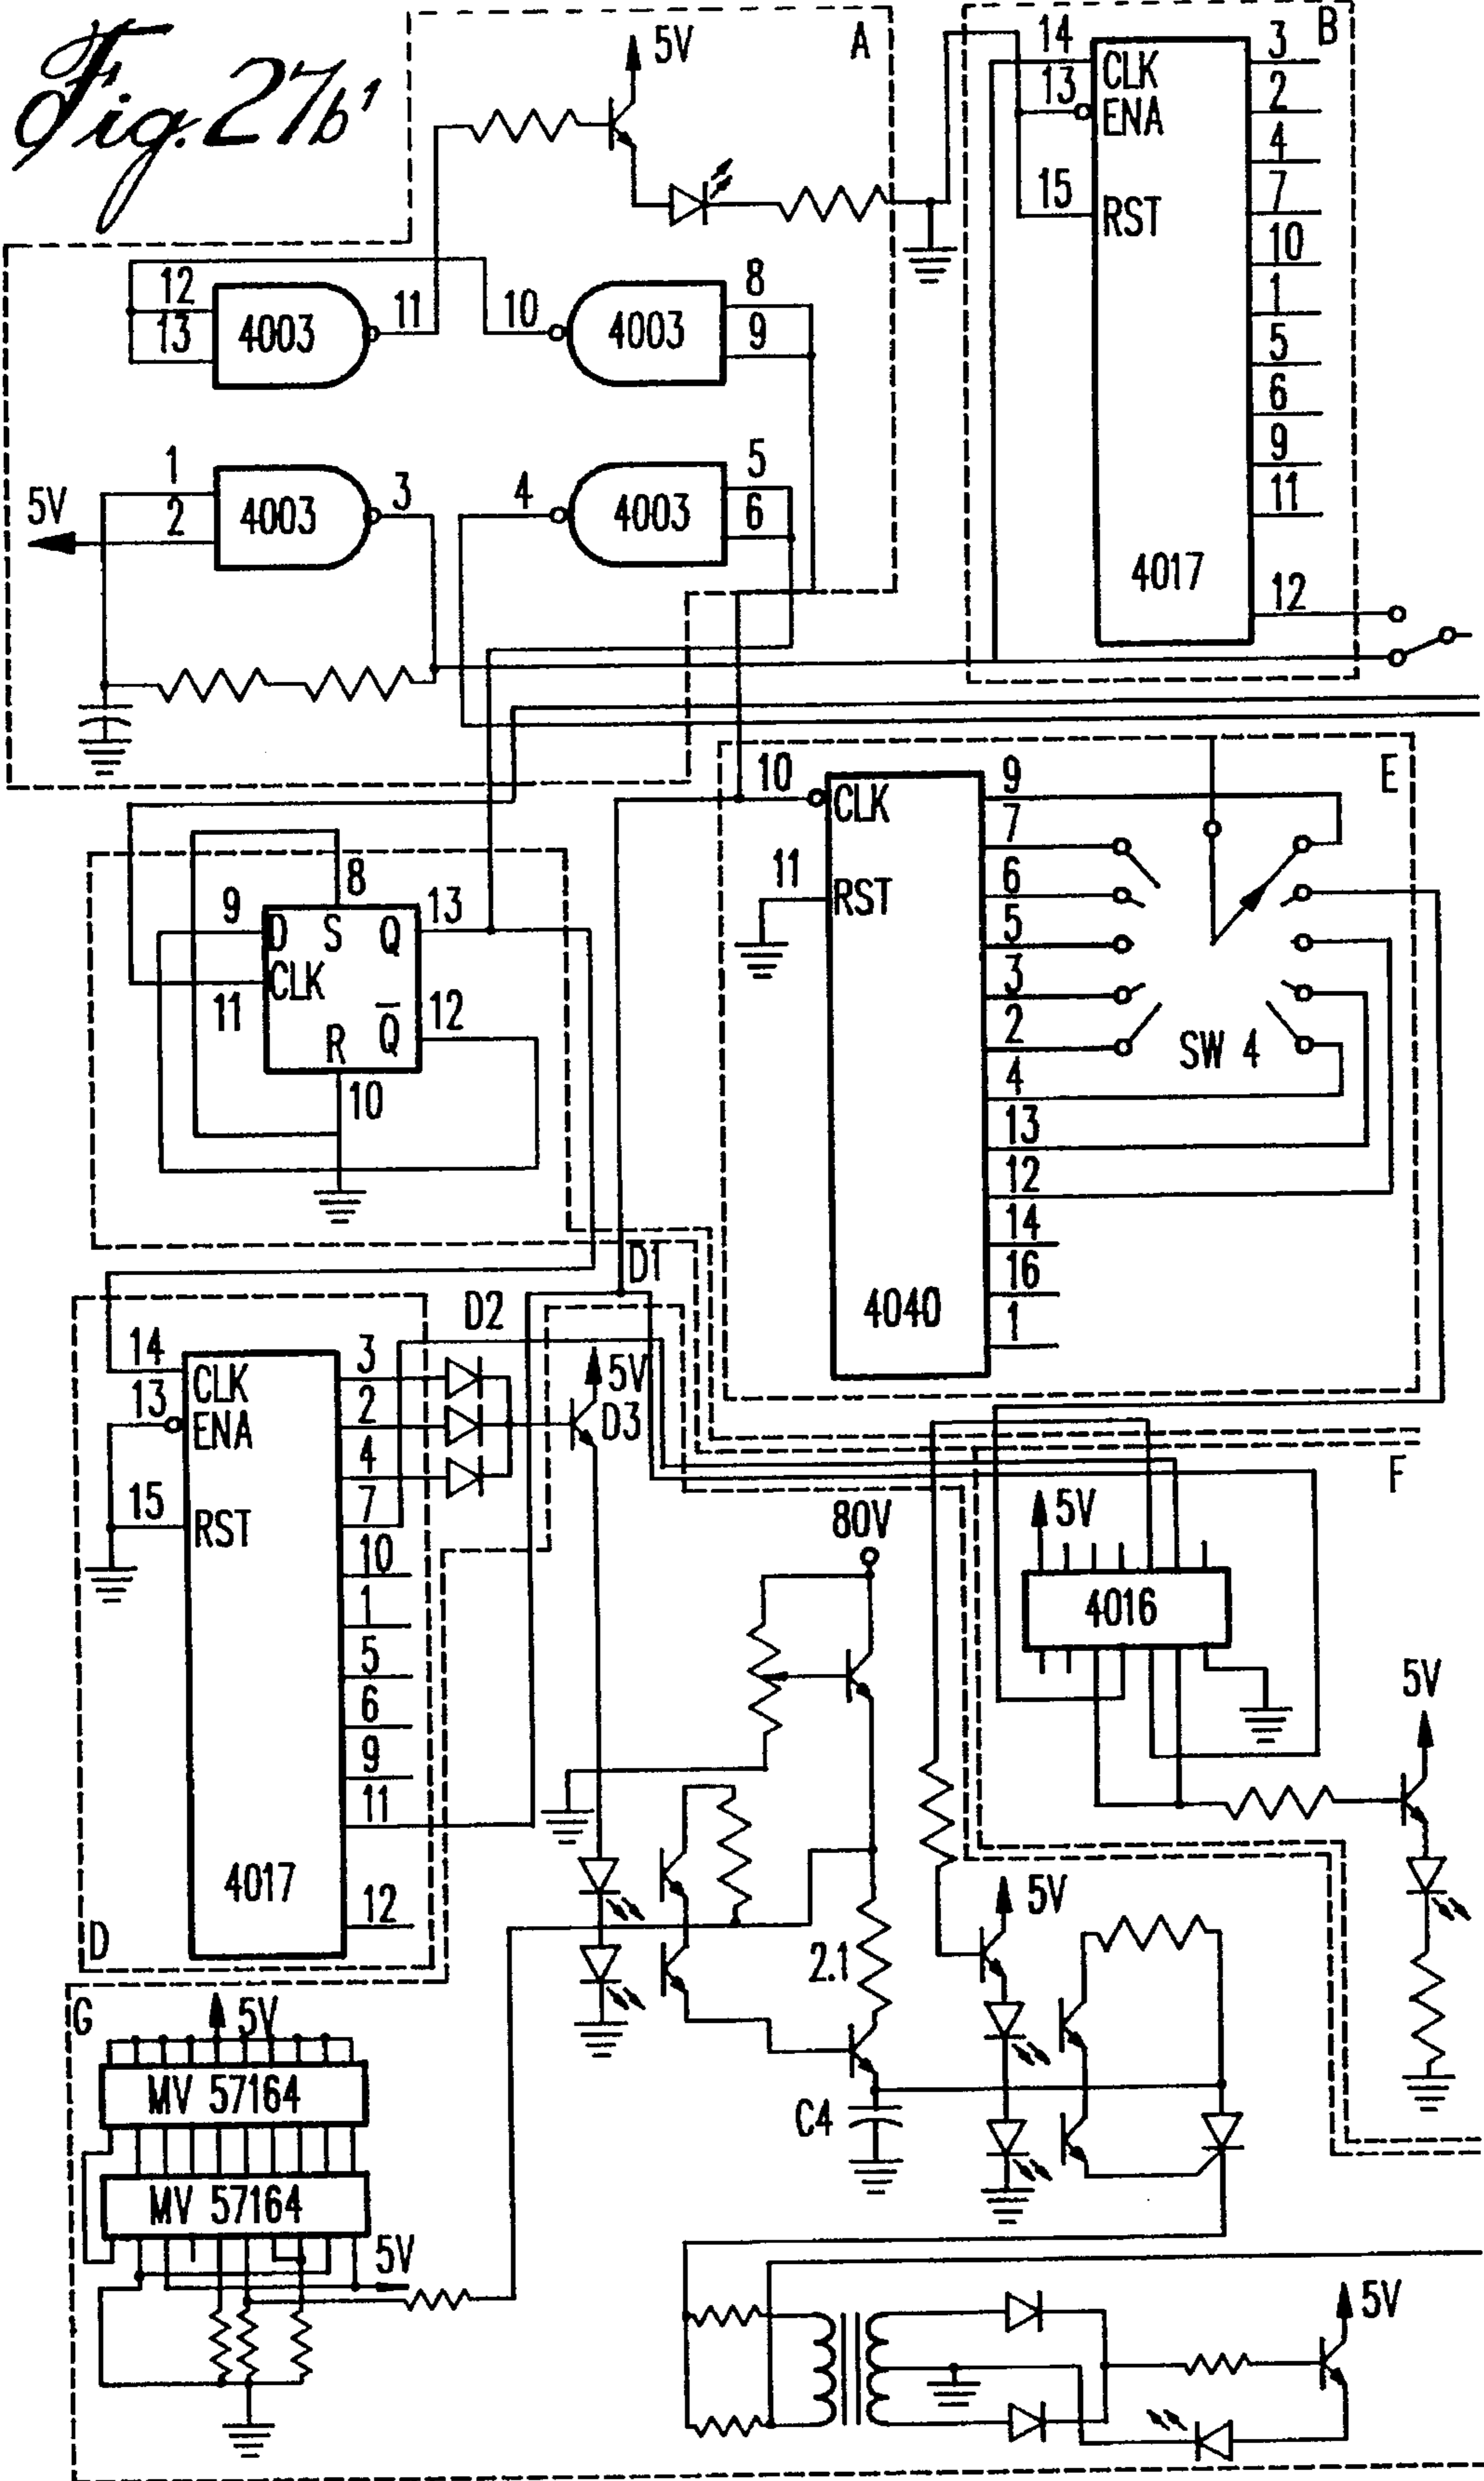 Fig. 27b'
5V
A
12
13
4003
11
10
4003
8
9
1
2
5V
4003
3
4
4003
5
6
B
14
13
15
CLK
ENA
RST
3
2
4
7
10
1
5
6
9
11
4017
12
9
11
8
D S Q
CLK
R Q̅
13
12
10
E
10
11
CLK
RST
9
7
6
5
3
2
4
13
12
14
16
1
SW 4
4040
D1
D2
5V
D3
14
13
15
CLK
ENA
RST
3
2
4
7
10
1
5
6
9
11
4017
12
D
F
5V
4016
80V
5V
5V
2.1
C4
G
5V
MV 57164
MV 57164
5V
5V